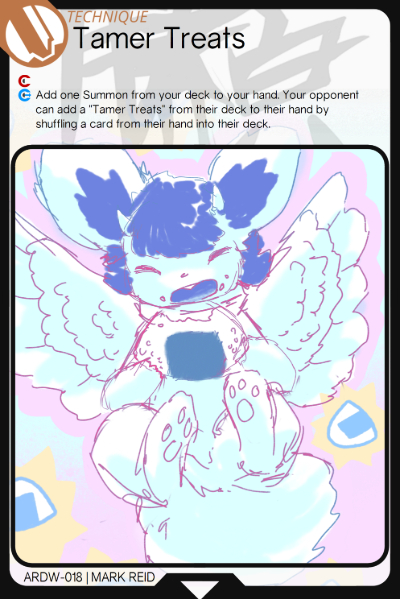 TECHNIQUE
Tamer Treats
C
C Add one Summon from your deck to your hand. Your opponent
can add a "Tamer Treats" from their deck to their hand by
shuffling a card from their hand into their deck.
ARDW-018 | MARK REID